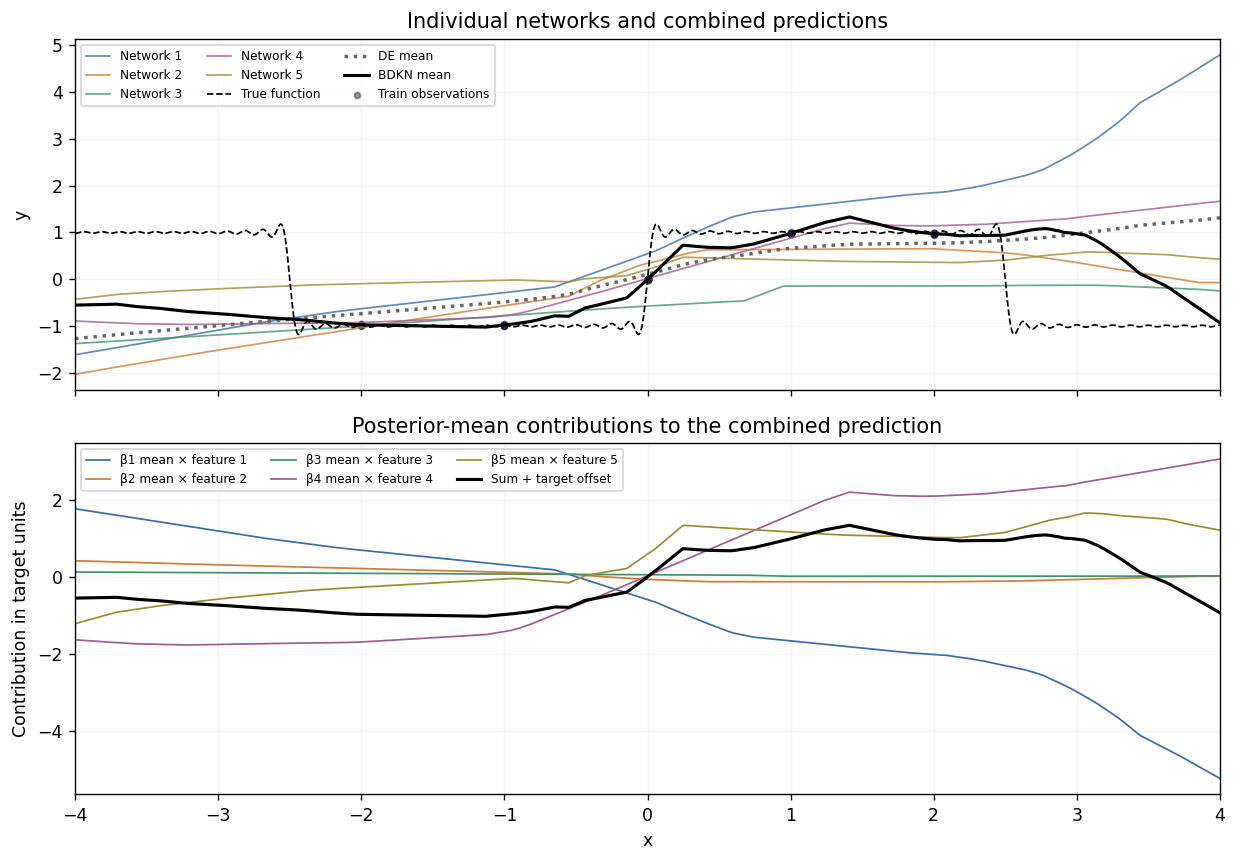 Individual networks and combined predictions
Network 1
Network 2
Network 3
Network 4
Network 5
True function
DE mean
BDKN mean
Train observations
5
4
3
2
1
0
−1
−2
y
Posterior-mean contributions to the combined prediction
β1 mean × feature 1
β2 mean × feature 2
β3 mean × feature 3
β4 mean × feature 4
β5 mean × feature 5
Sum + target offset
2
0
−2
−4
Contribution in target units
−4 −3 −2 −1 0 1 2 3 4
x